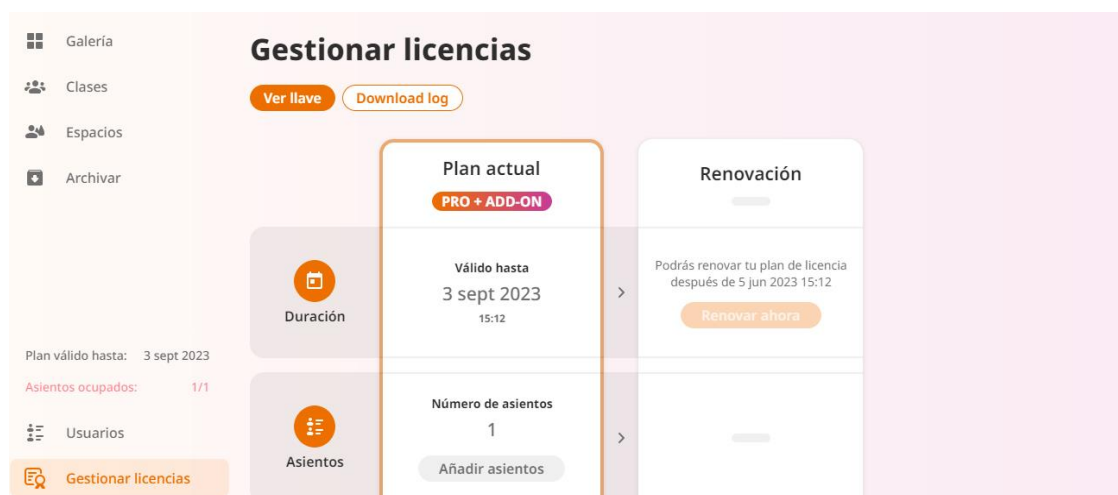 Galería
Clases
Espacios
Archivar
Plan válido hasta: 3 sept 2023
Asientos ocupados: 1/1
Usuarios
Gestionar licencias
Gestionar licencias
Ver llave
Download log
Plan actual
PRO + ADD-ON
Renovación
Duración
Válido hasta
3 sept 2023
15:12
Podrás renovar tu plan de licencia
después de 5 jun 2023 15:12
Renovar ahora
Asientos
Número de asientos
1
Añadir asientos